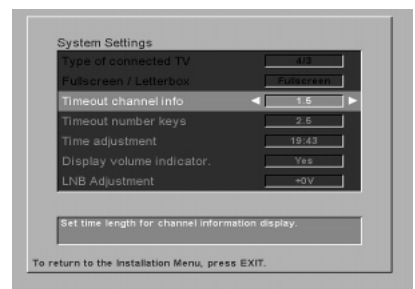 System Settings
Type of connected TV 4/3
Fullscreen / Letterbox Fullscreen
Timeout channel info 1.5
Timeout number keys 2.5
Time adjustment 19:43
Display volume indicator. Yes
LNB Adjustment +0V
Set time length for channel information display.
To return to the Installation Menu, press EXIT.